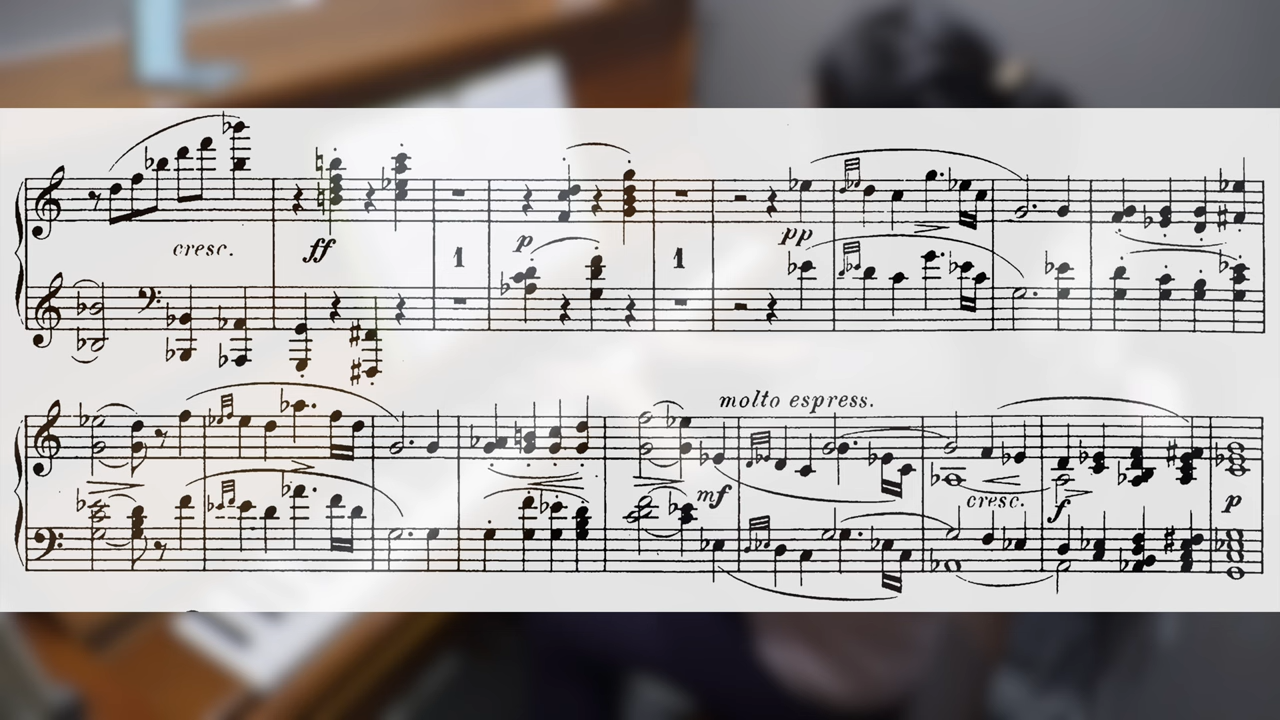 cresc. ff 1 p 1 pp
molto espress.
mf cresc. f p